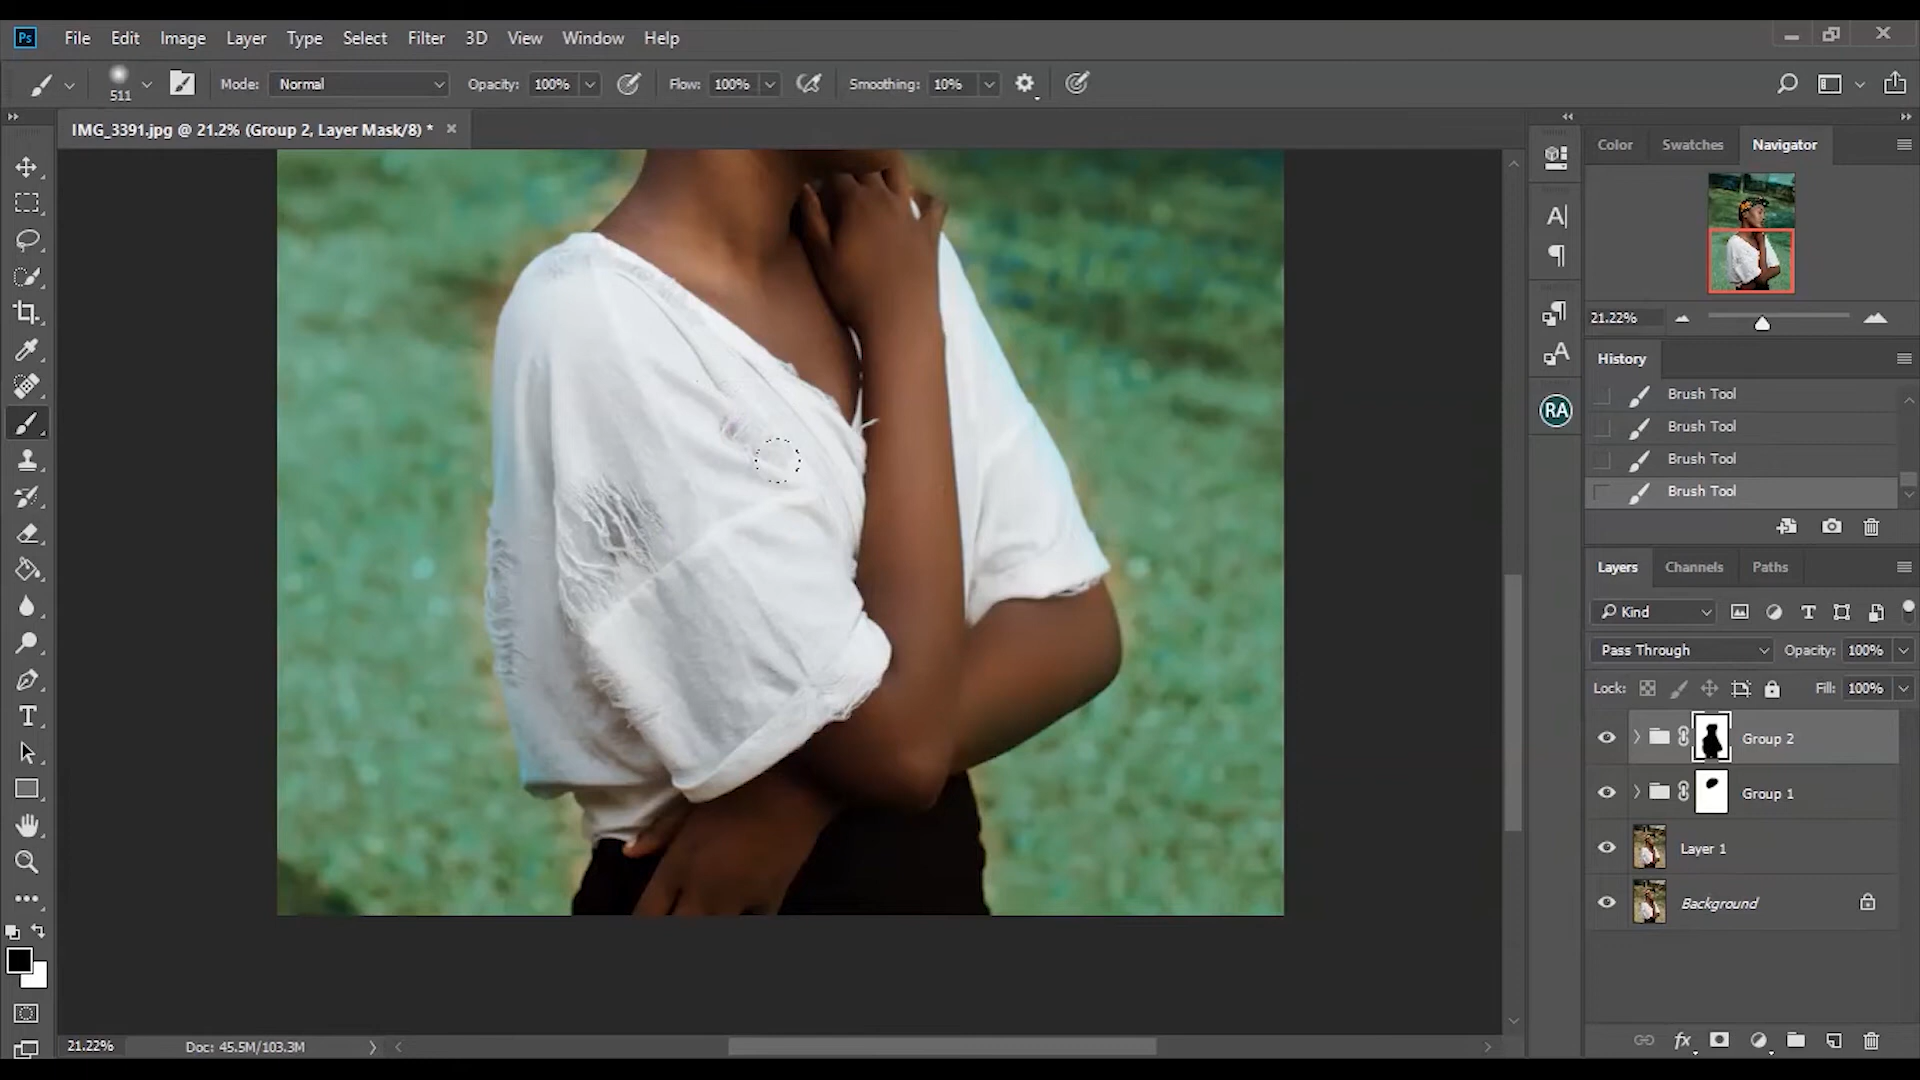 Ps File Edit Image Layer Type Select Filter 3D View Window Help
511 Mode: Normal Opacity: 100% Flow: 100% Smoothing: 10%
IMG_3391.jpg @ 21.2% (Group 2, Layer Mask/8) *
Color Swatches Navigator
21.22%
History
Brush Tool
Brush Tool
Brush Tool
Brush Tool
RA
Layers Channels Paths
Kind
Pass Through Opacity: 100%
Lock: Fill: 100%
Group 2
Group 1
Layer 1
Background
fx
21.22% Doc: 45.5M/103.3M